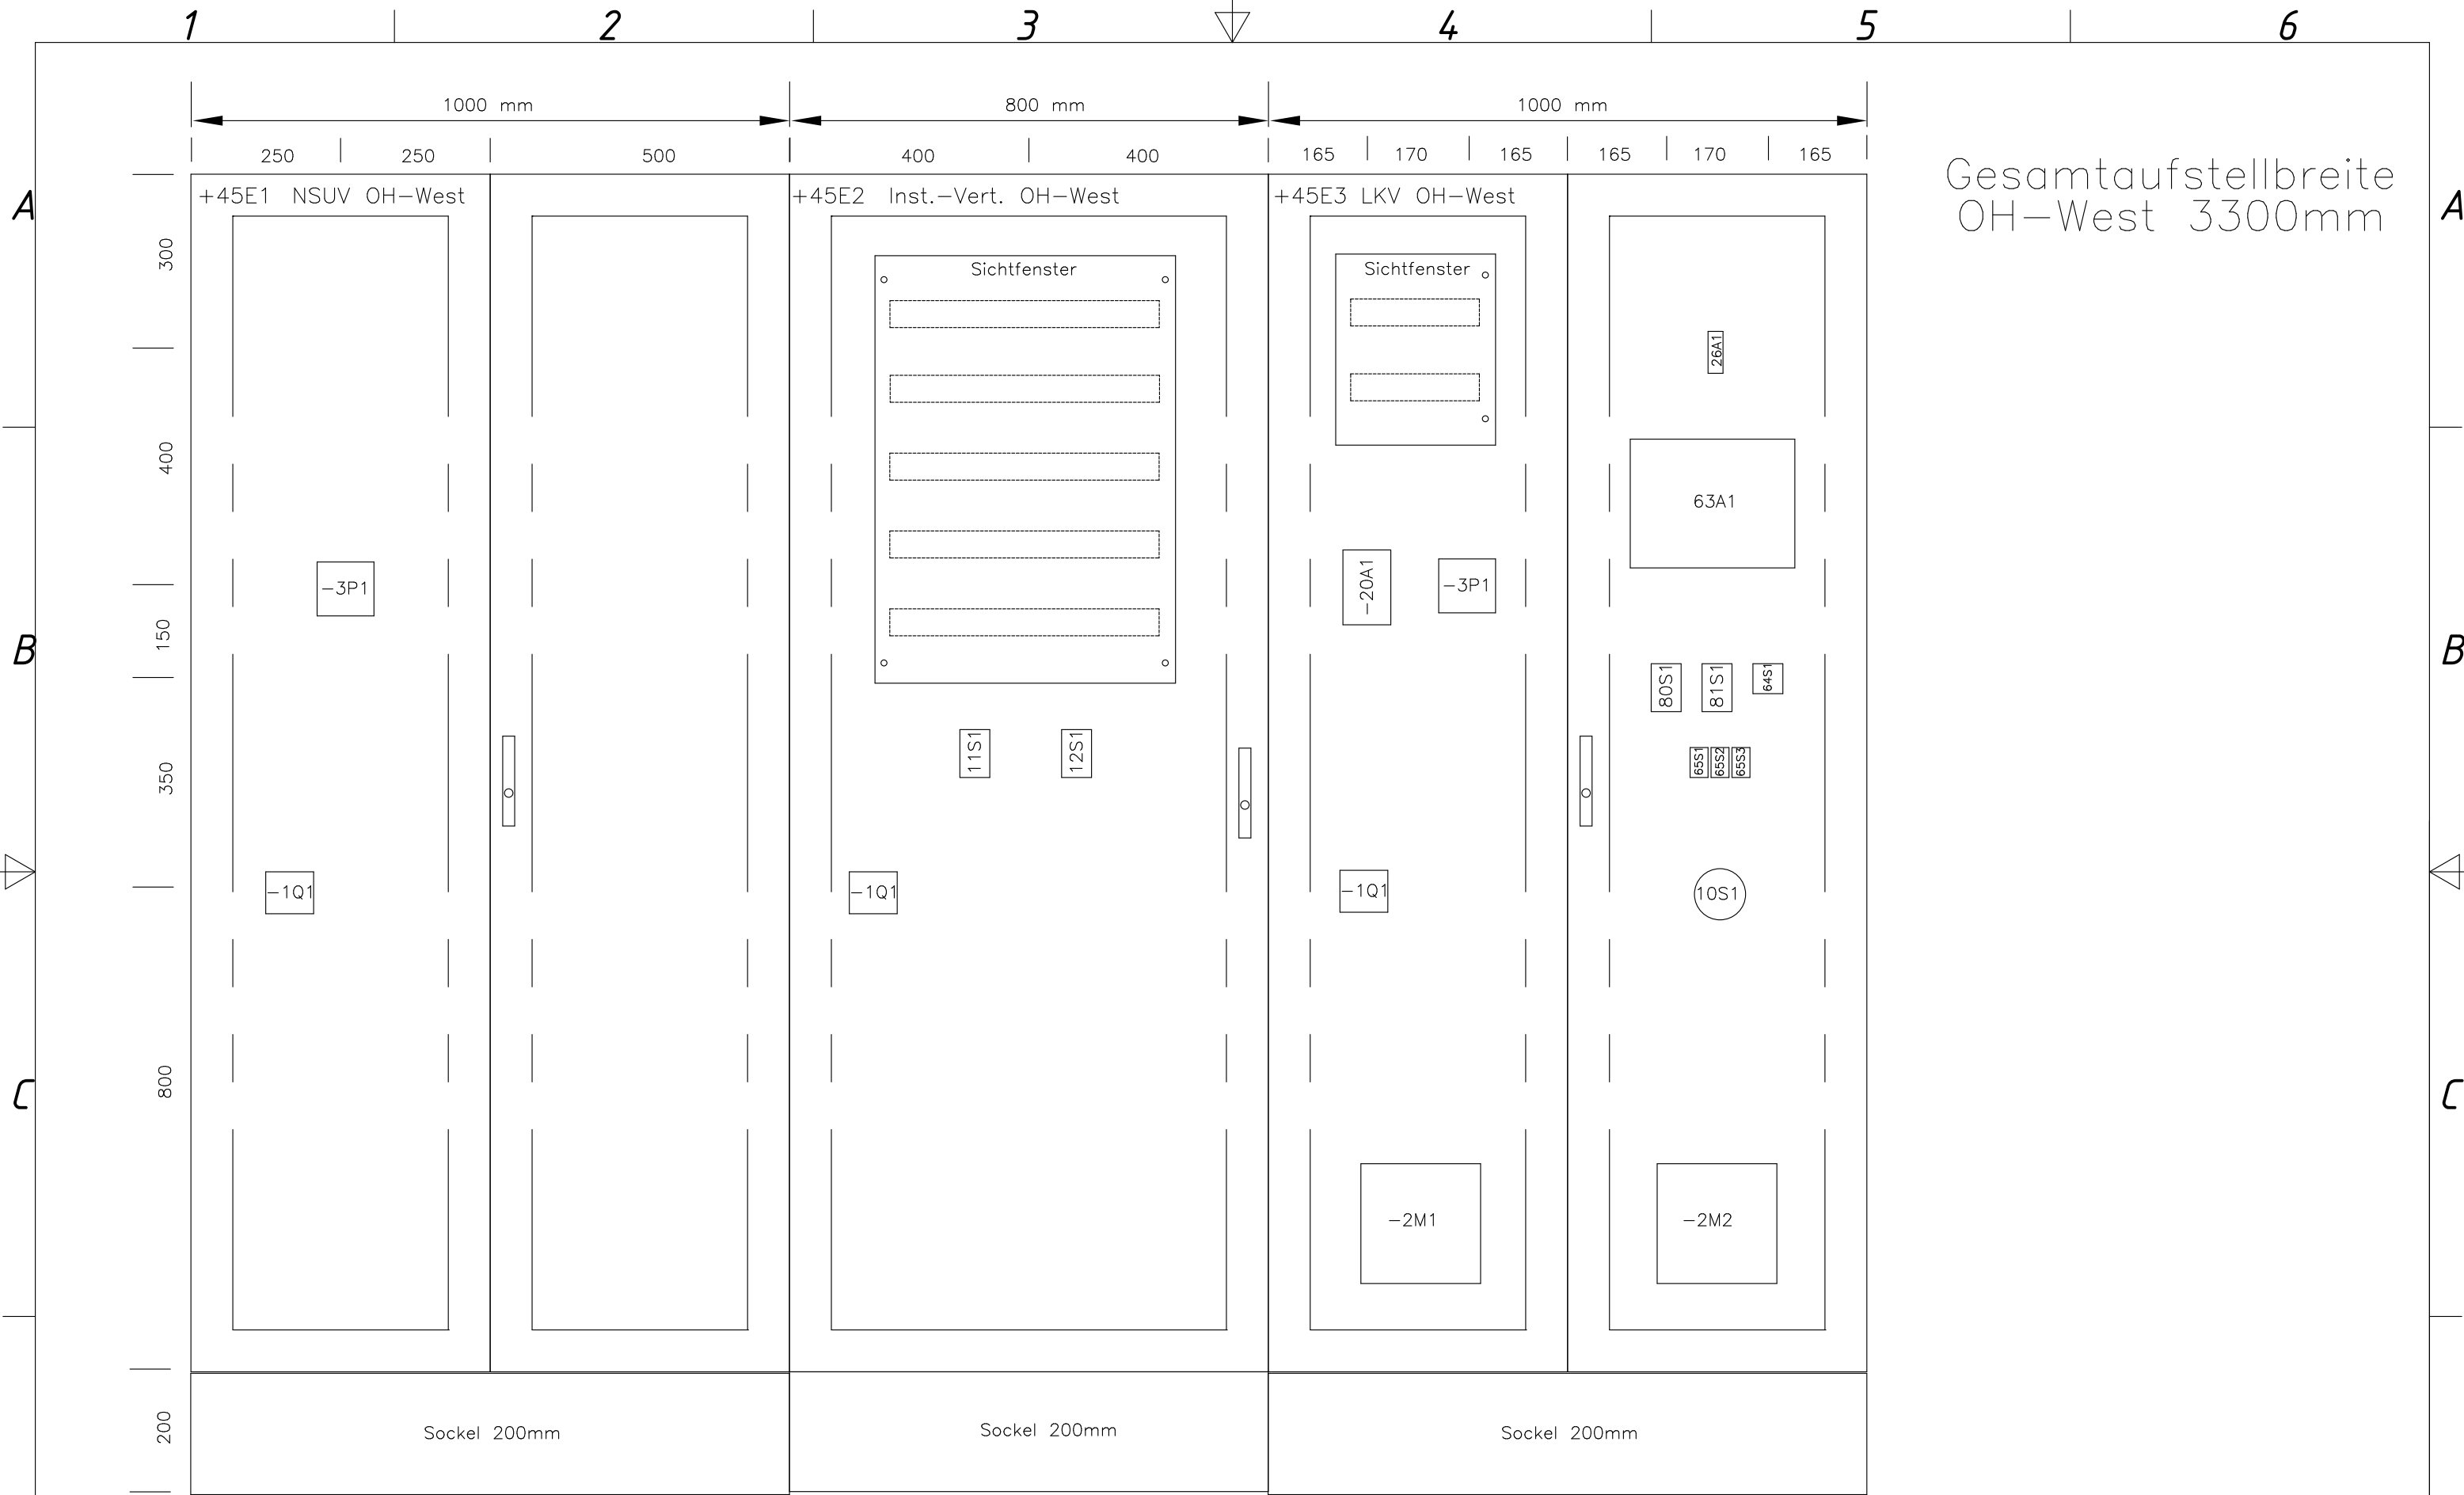 1 2 3 4 5 6
1000 mm 800 mm 1000 mm
250 250 500 400 400 165 170 165 165 170 165
Gesamtaufstellbreite
OH-West 3300mm
+45E1 NSUV OH-West
+45E2 Inst.-Vert. OH-West
+45E3 LKV OH-West
A A
300
Sichtfenster
Sichtfenster
26A1
400
63A1
-3P1
-20A1
-3P1
B B
150
80S1
81S1
64S1
11S1
12S1
65S1
65S2
65S3
350
-1Q1
-1Q1
-1Q1
10S1
800
C C
-2M1
-2M2
200
Sockel 200mm
Sockel 200mm
Sockel 200mm